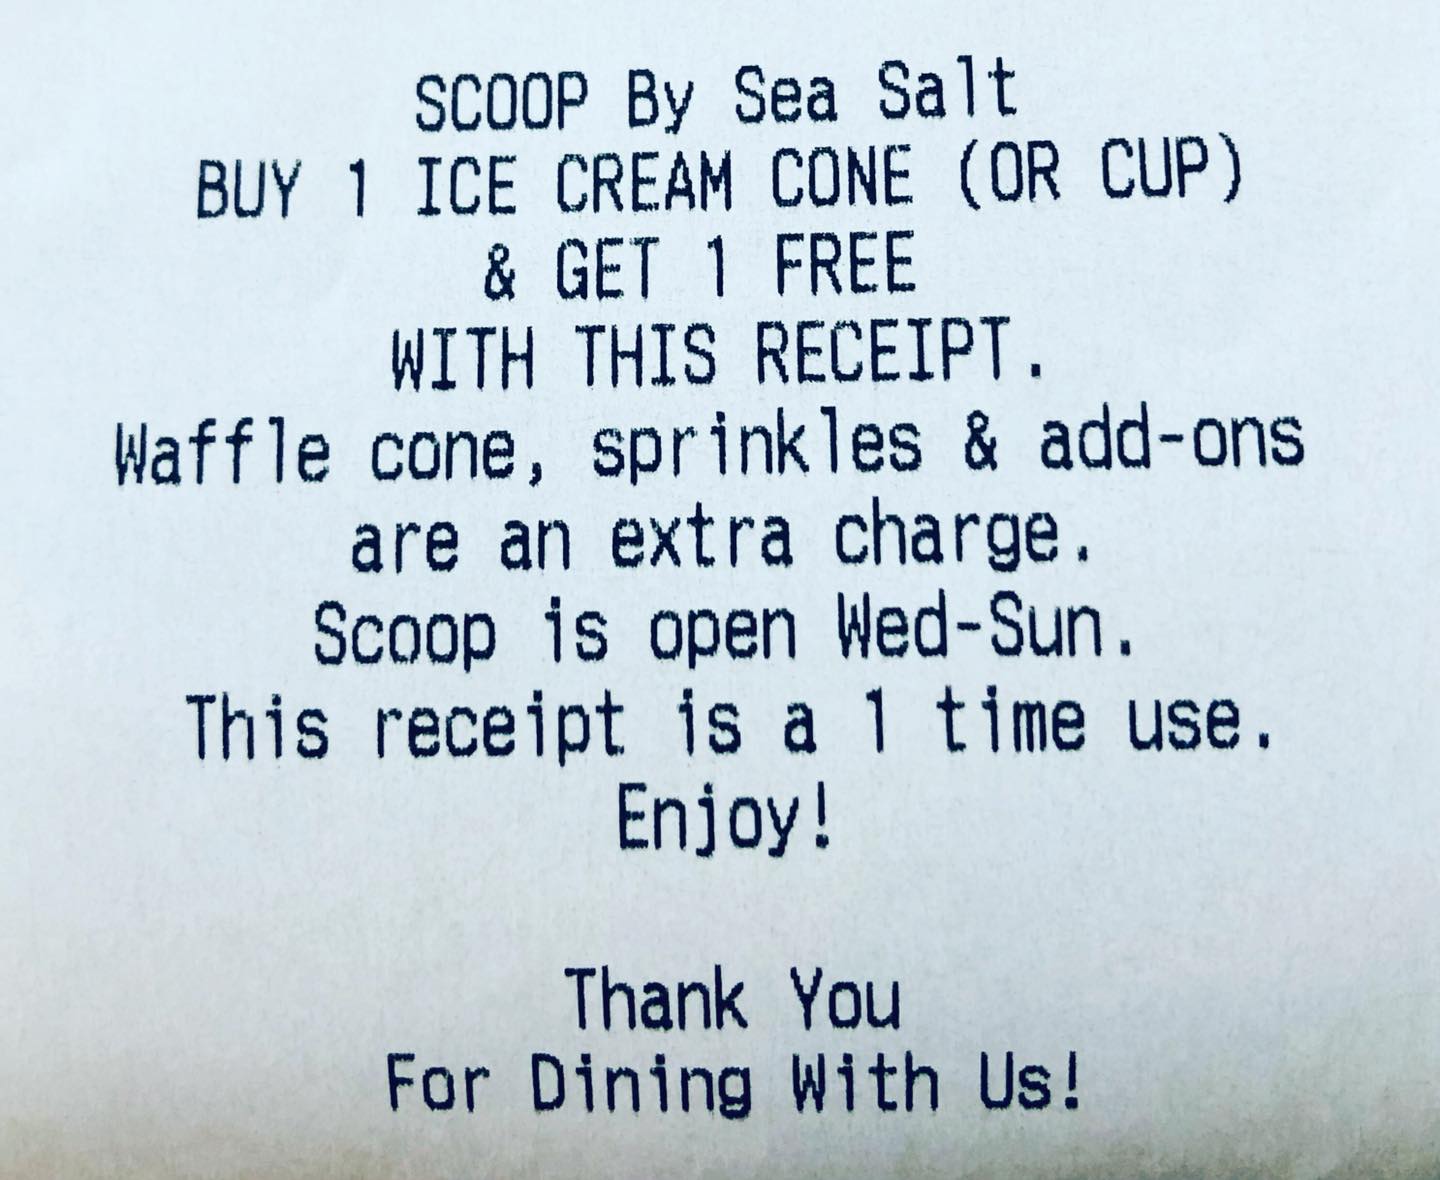 SCOOP By Sea Salt
BUY 1 ICE CREAM CONE (OR CUP)
& GET 1 FREE
WITH THIS RECEIPT.
Waffle cone, sprinkles & add-ons
are an extra charge.
Scoop is open Wed-Sun.
This receipt is a 1 time use.
Enjoy!
Thank You
For Dining With Us!